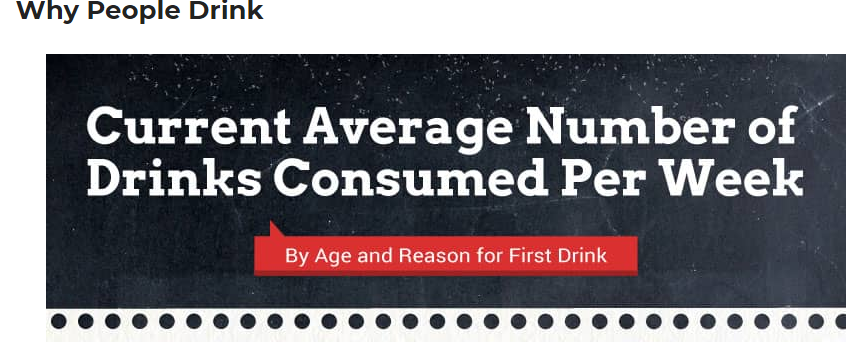 Why People Drink
Current Average Number of
Drinks Consumed Per Week
By Age and Reason for First Drink